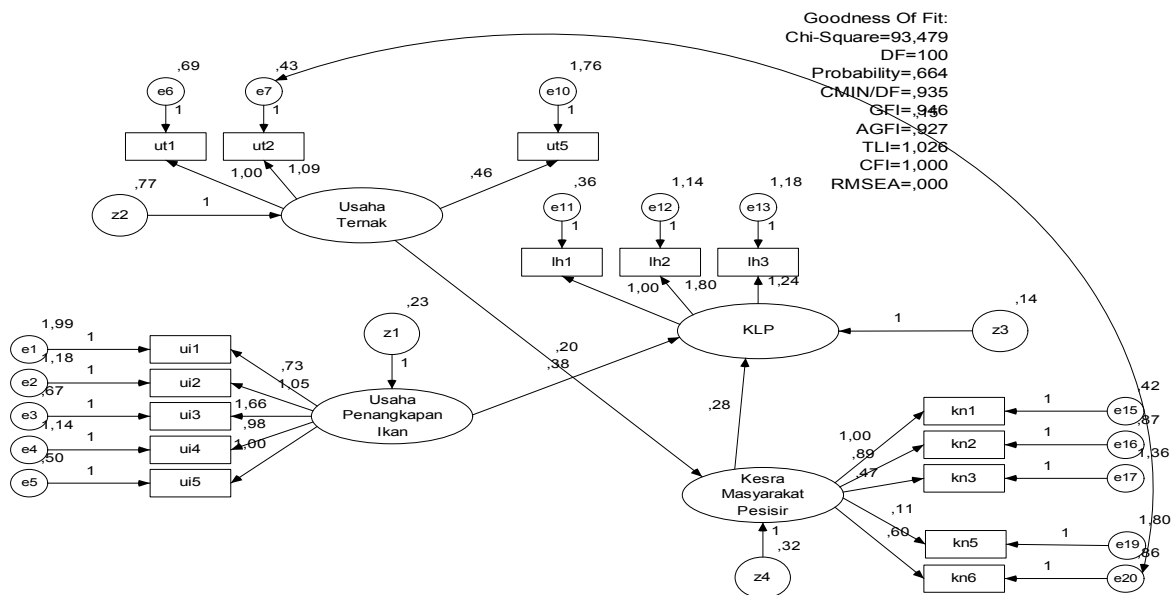 Goodness Of Fit:
Chi-Square=93,479
DF=100
Probability=,664
CMIN/DF=,935
GFI=,946
,15
AGFI=,927
TLI=1,026
CFI=1,000
RMSEA=,000
,69
e6
1
ut1
,43
e7
1
ut2
1,76
e10
1
ut5
1,00
1,09
,46
,77
z2
1
Usaha
Ternak
,36
e11
1
lh1
1,14
e12
1
lh2
1,18
e13
1
lh3
1,00
1,80
1,24
KLP
1
z3
,14
,23
z1
1
,20
,38
1,99
e1
1
ui1
1,18
e2
1
ui2
,67
e3
1
ui3
1,14
e4
1
ui4
,50
e5
1
ui5
,73
1,05
1,66
,98
1,00
Usaha
Penangkapan
Ikan
,28
Kesra
Masyarakat
Pesisir
1
,32
z4
1,00
,89
,47
,11
,60
kn1
1
e15
,42
kn2
1
e16
,87
kn3
1
e17
1,36
kn5
1
e19
1,80
kn6
1
e20
,86